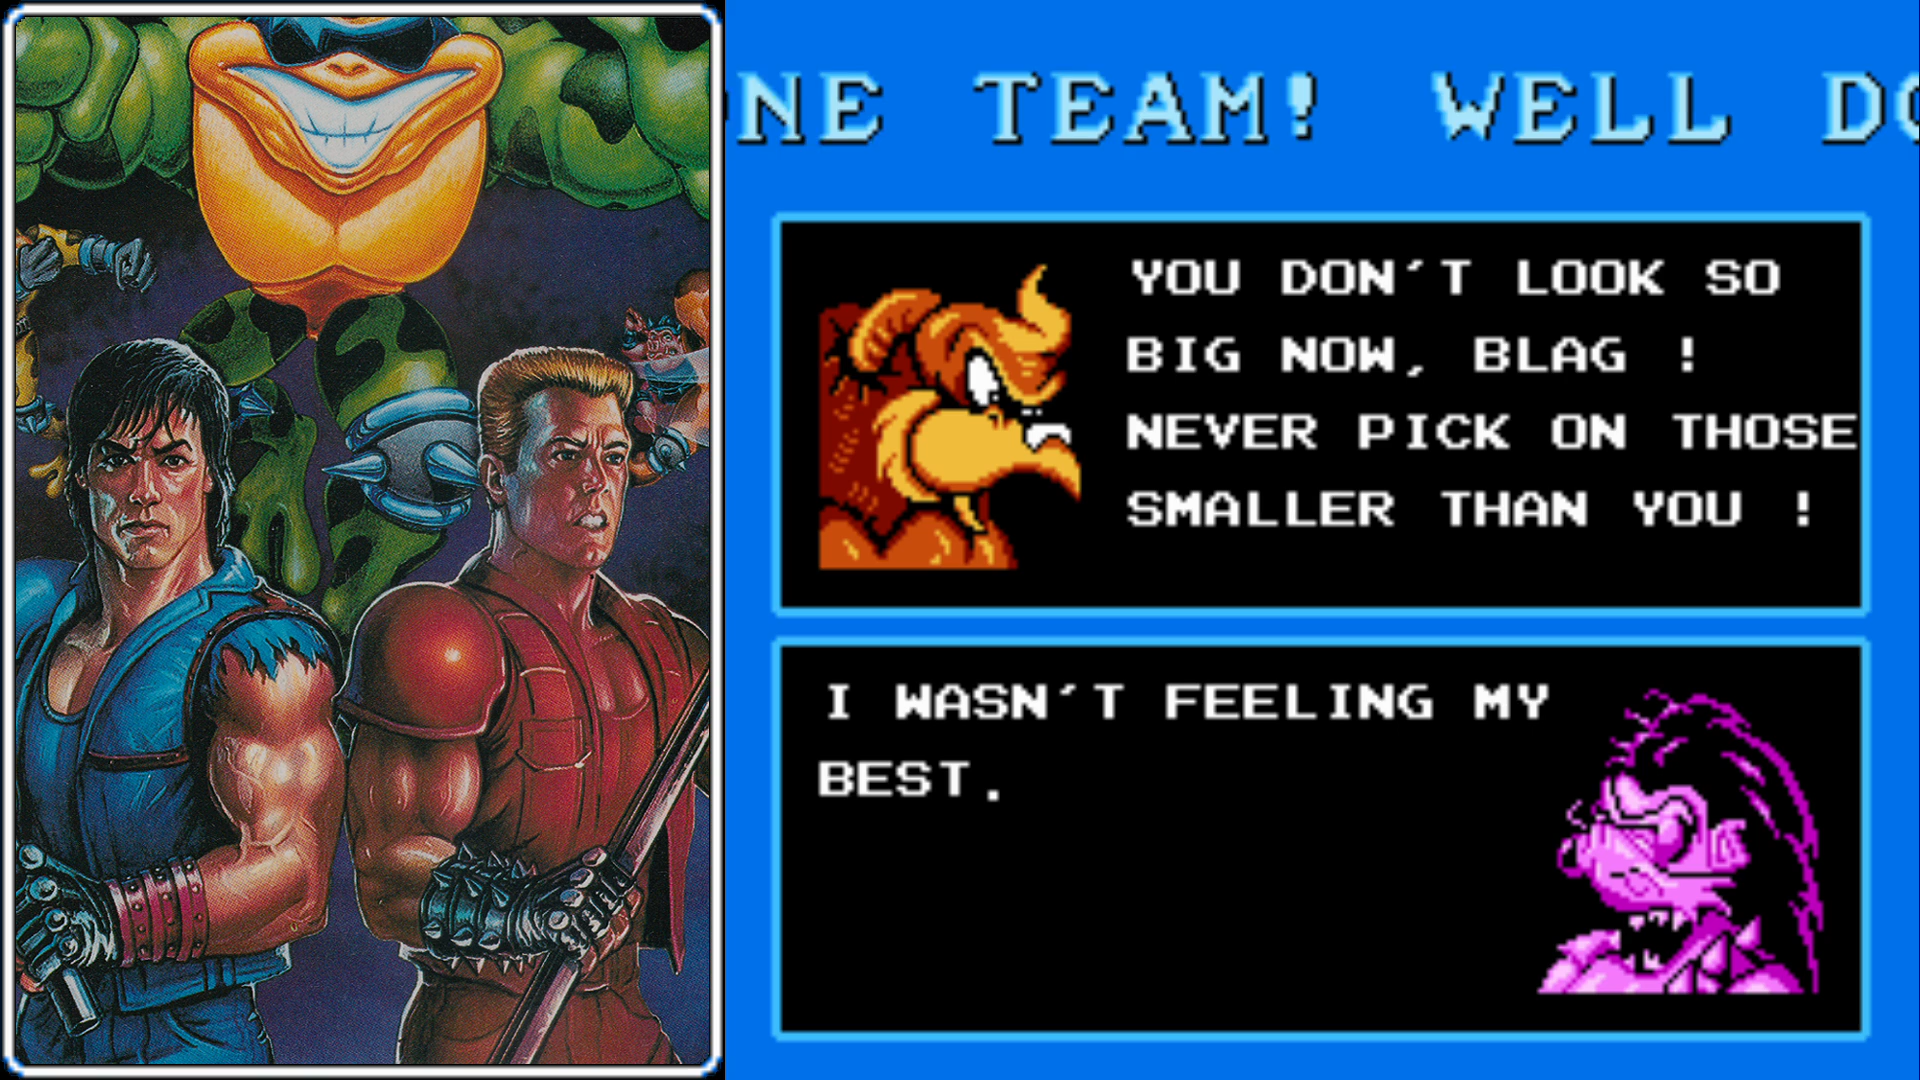 NE TEAM! WELL DO
YOU DON'T LOOK SO
BIG NOW, BLAG !
NEVER PICK ON THOSE
SMALLER THAN YOU !
I WASN'T FEELING MY
BEST.